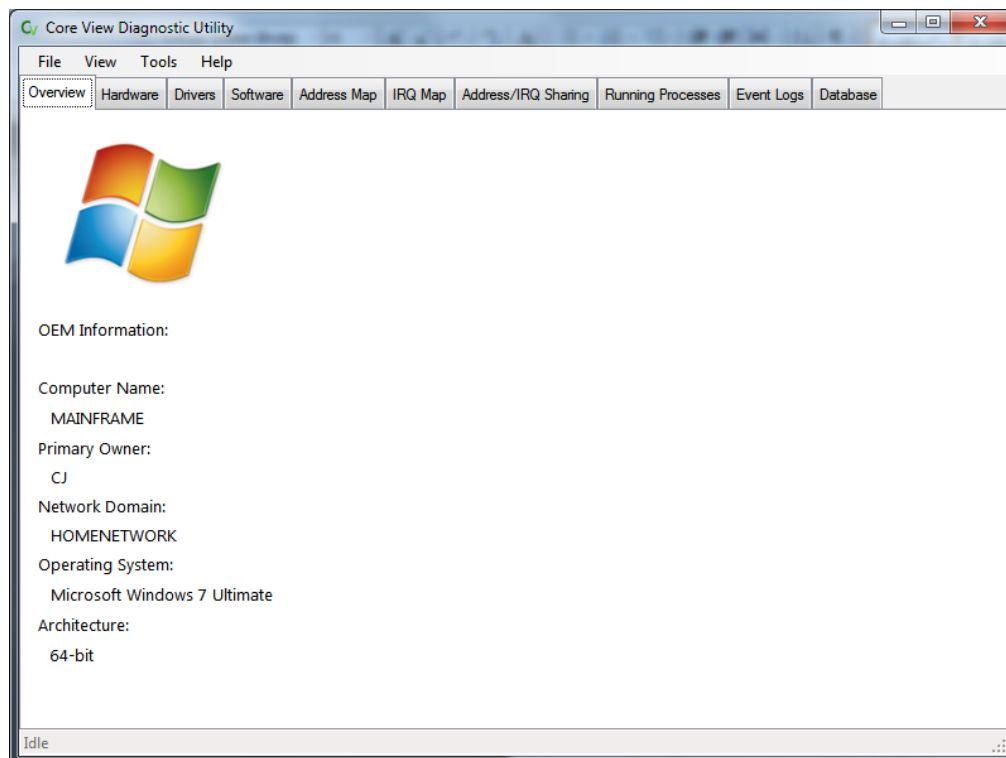 Core View Diagnostic Utility
File View Tools Help
Overview Hardware Drivers Software Address Map IRQ Map Address/IRQ Sharing Running Processes Event Logs Database
OEM Information:
Computer Name:
MAINFRAME
Primary Owner:
CJ
Network Domain:
HOMENETWORK
Operating System:
Microsoft Windows 7 Ultimate
Architecture:
64-bit
Idle